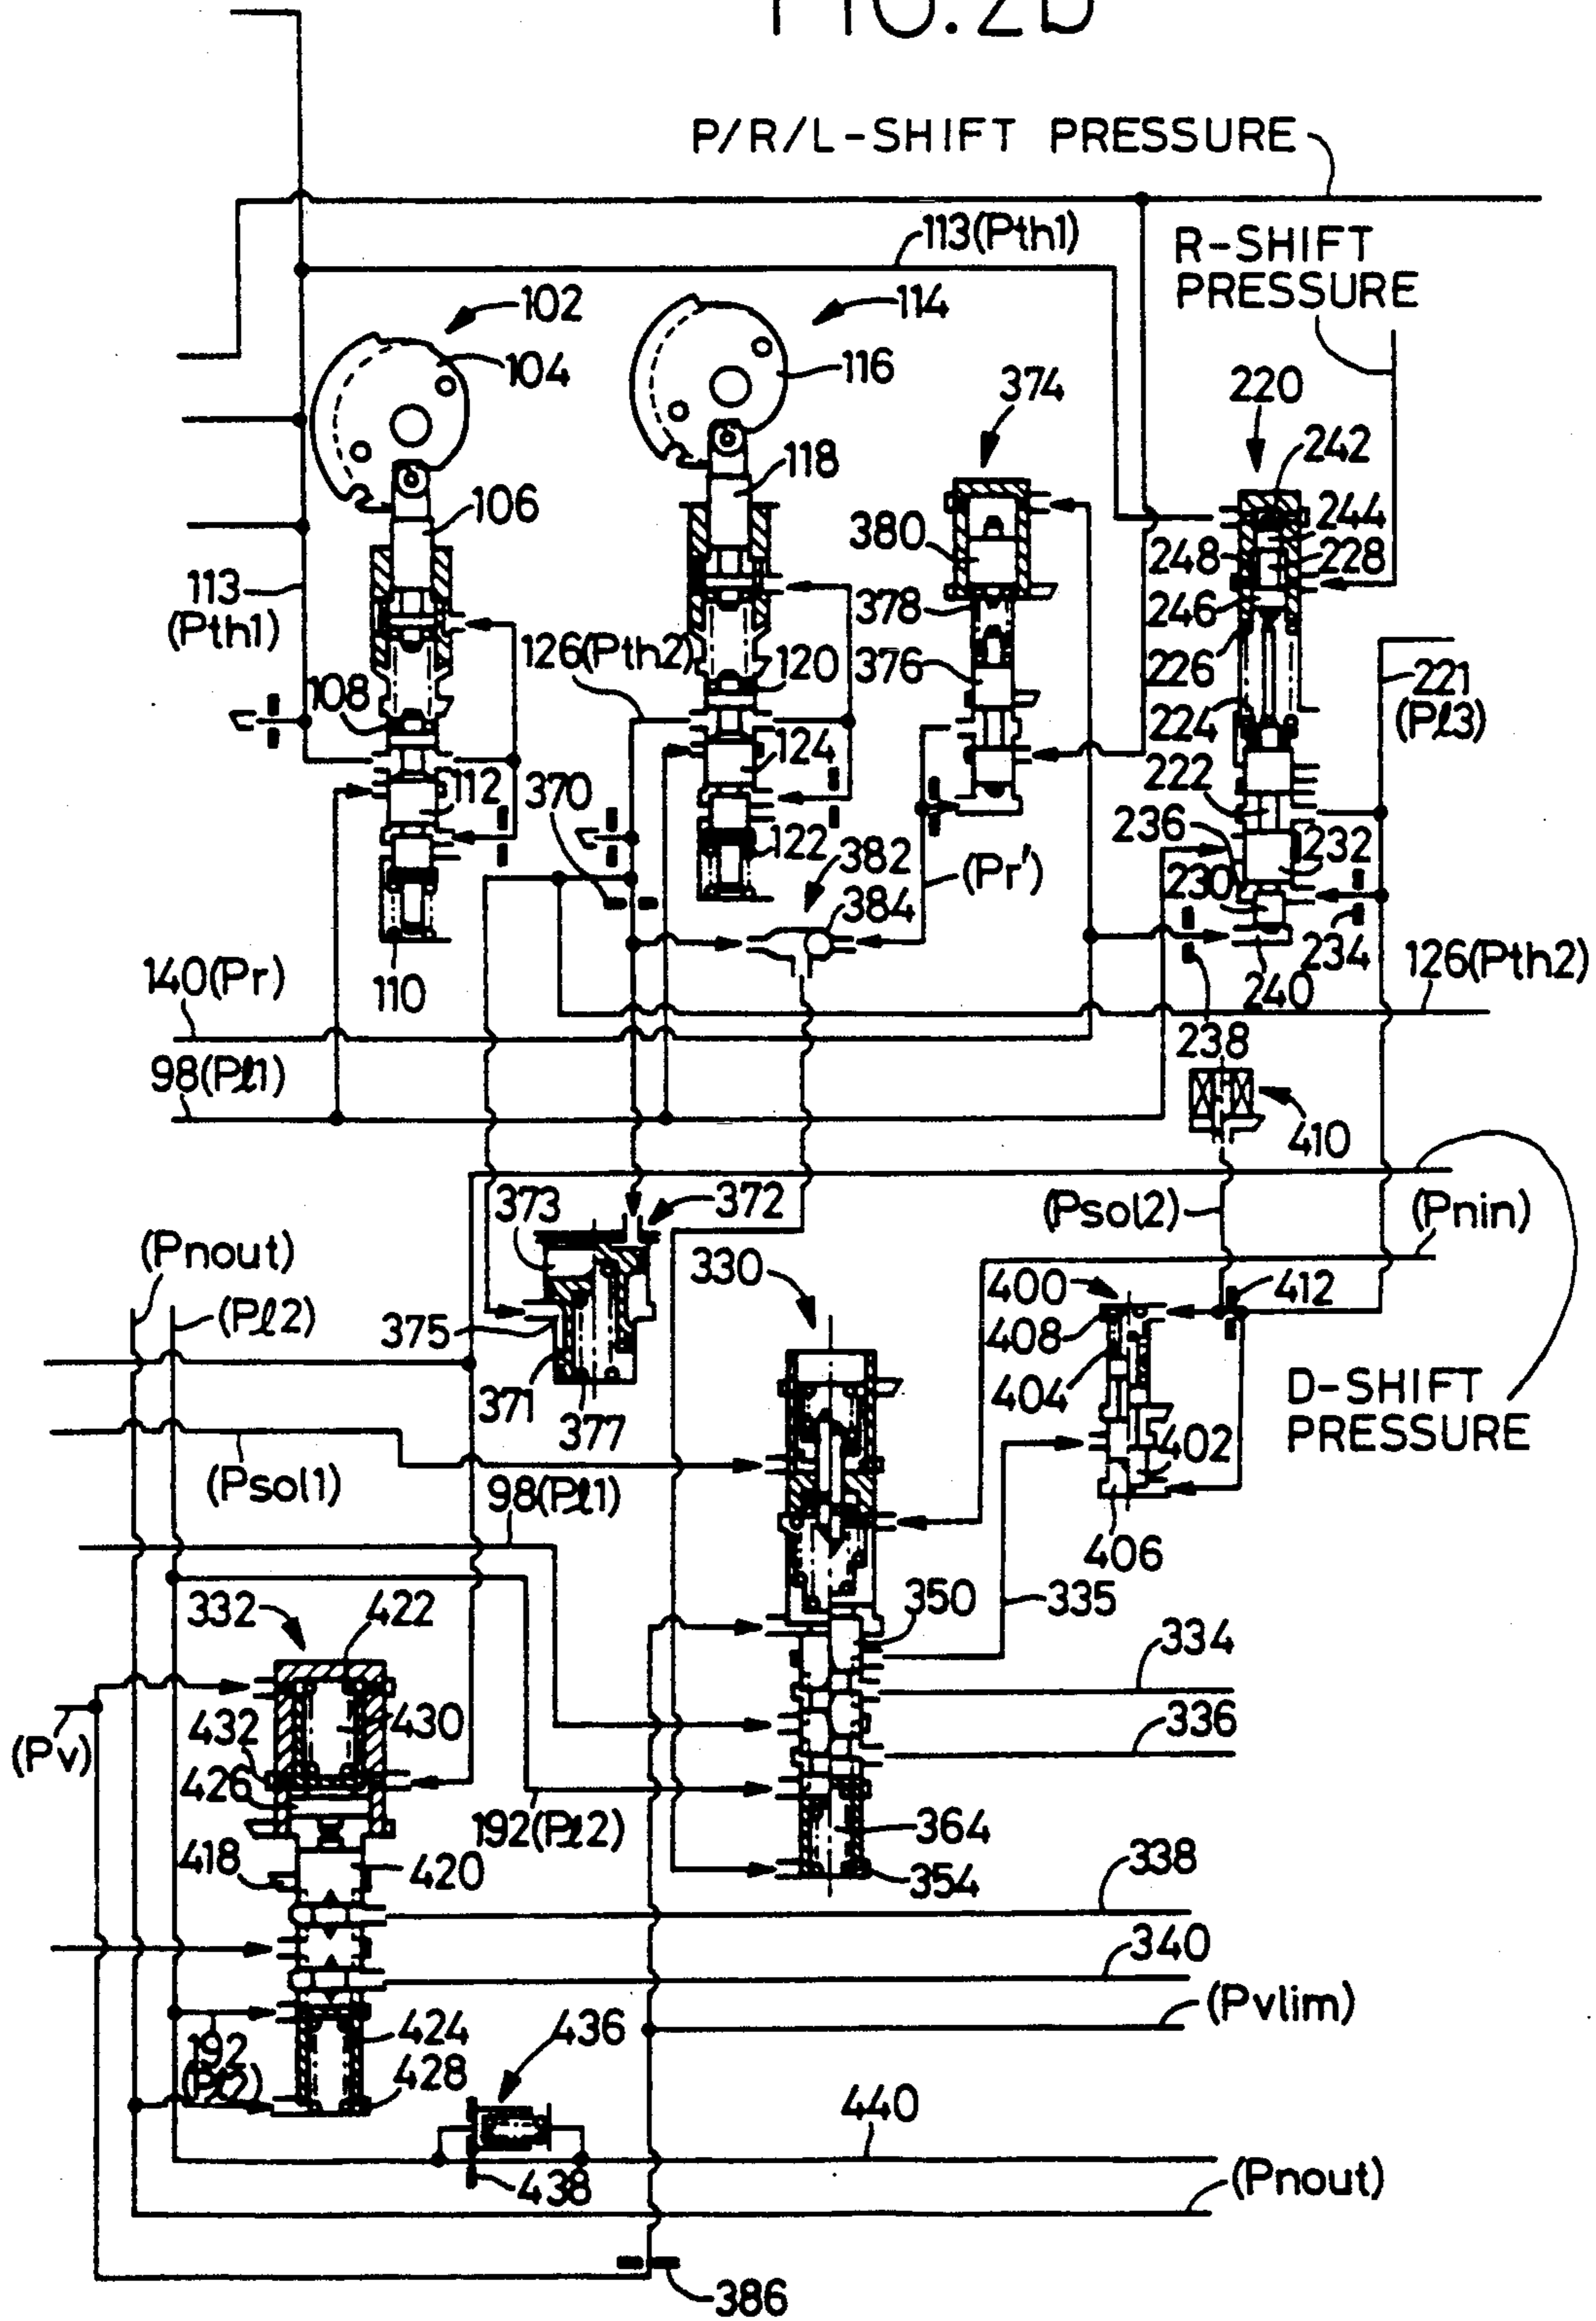 FIG. 2b
P/R/L-SHIFT PRESSURE
113(Pth1)
R-SHIFT
PRESSURE
102
114
104
116
374
220
242
118
106
380
244
248
228
113
(Pth1)
378
246
126(Pth2)
120
376
226
221
(Pl3)
108
224
124
112
370
222
122
382
236
232
(Pr')
230
384
234
140(Pr)
110
240
126(Pth2)
238
98(Pl1)
410
373
372
(Psol2)
(Pnin)
(Pnout)
330
400
412
(Pl2)
408
375
404
D-SHIFT
PRESSURE
371
377
402
(Psol1)
98(Pl1)
406
332
422
350
335
334
432
430
336
(Pv)
426
192(Pl2)
364
418
420
354
338
340
(Pvlim)
424
436
192
(Pl2)
428
440
438
(Pnout)
386